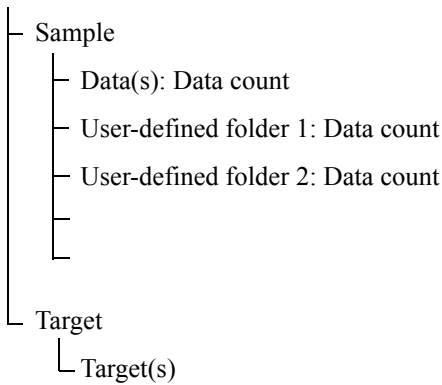 Sample
Data(s): Data count
User-defined folder 1: Data count
User-defined folder 2: Data count
Target
Target(s)